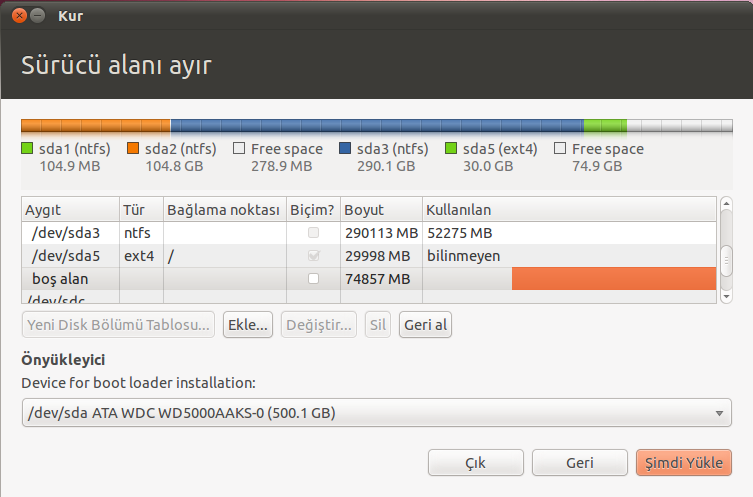 Kur
Sürücü alanı ayır
sda1 (ntfs) sda2 (ntfs) Free space sda3 (ntfs) sda5 (ext4) Free space
104.9 MB 104.8 GB 278.9 MB 290.1 GB 30.0 GB 74.9 GB
Aygıt Tür Bağlama noktası Biçim? Boyut Kullanılan
/dev/sda3 ntfs 290113 MB 52275 MB
/dev/sda5 ext4 / 29998 MB bilinmeyen
boş alan 74857 MB
/dev/sdc
Yeni Disk Bölümü Tablosu... Ekle... Değiştir... Sil Geri al
Önyükleyici
Device for boot loader installation:
/dev/sda ATA WDC WD5000AAKS-0 (500.1 GB)
Çık Geri Şimdi Yükle